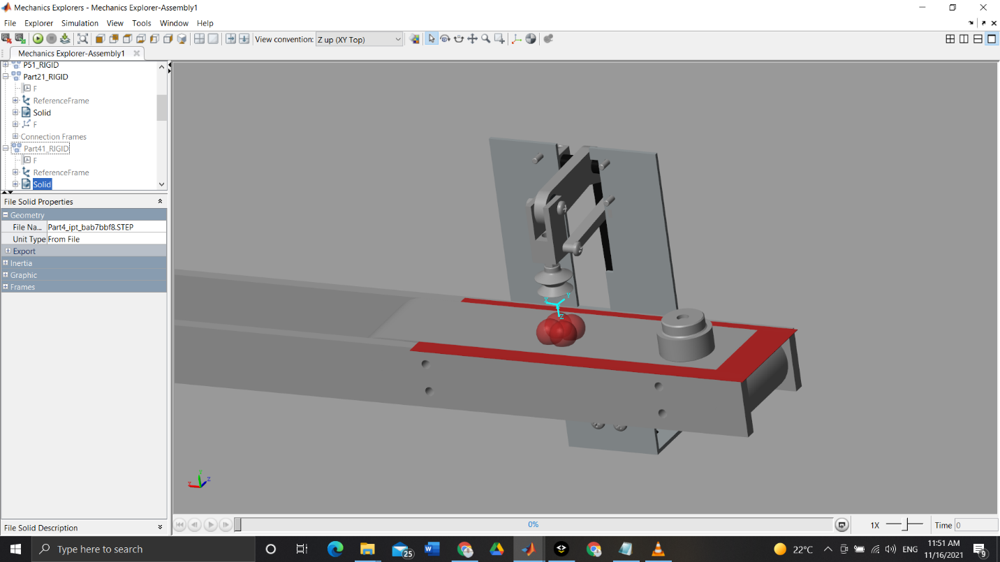 Mechanics Explorers - Mechanics Explorer-Assembly1
File Explorer Simulation View Tools Window Help
View convention: Z up (XY Top)
Mechanics Explorer-Assembly1
P51_RIGID
Part21_RIGID
F
ReferenceFrame
Solid
F
Connection Frames
Part41_RIGID
F
ReferenceFrame
Solid
File Solid Properties
Geometry
File Na... Part4_ipt_bab7bbf8.STEP
Unit Type From File
Export
Inertia
Graphic
Frames
X Y
Z
Y
Z
File Solid Description
0%
1X
Time 0
Type here to search
25
22°C
ENG
11:51 AM
11/16/2021
9